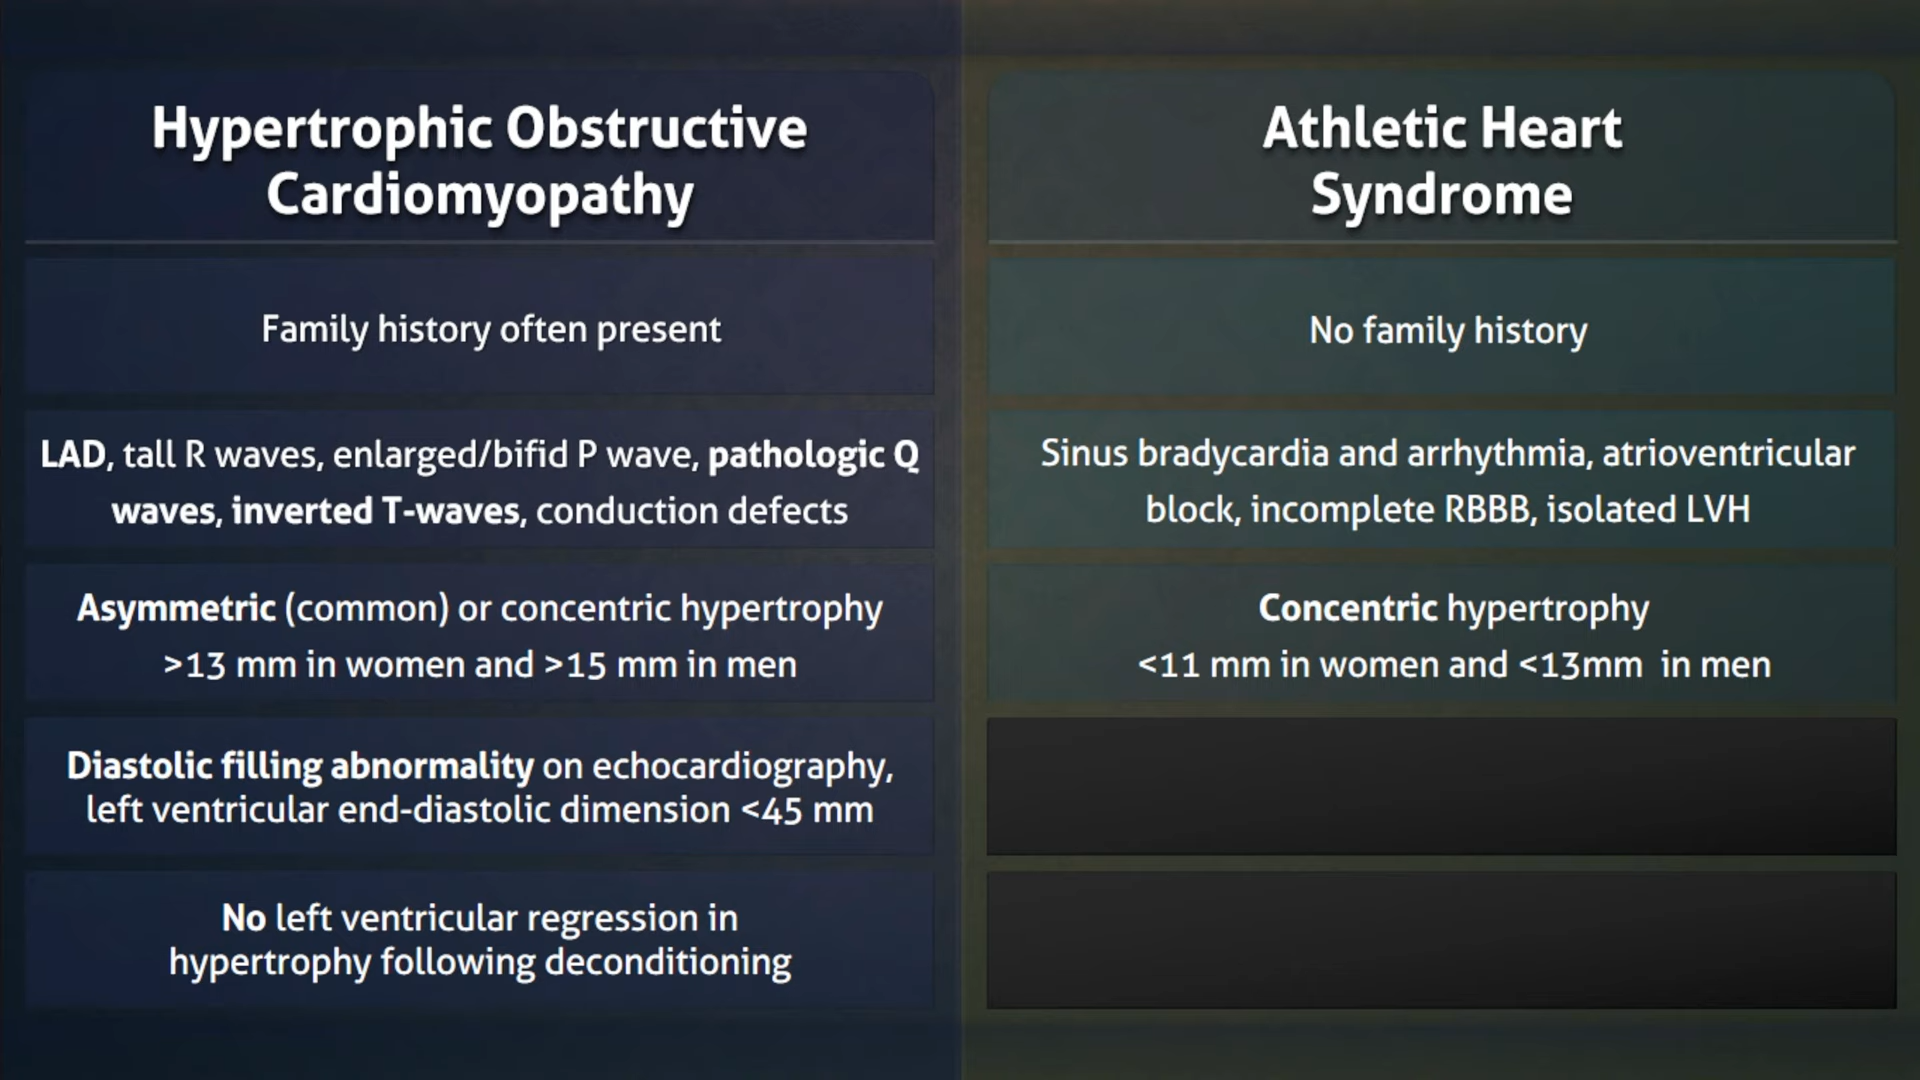 Hypertrophic Obstructive
Cardiomyopathy
Athletic Heart
Syndrome
Family history often present
No family history
LAD, tall R waves, enlarged/bifid P wave, pathologic Q
waves, inverted T-waves, conduction defects
Sinus bradycardia and arrhythmia, atrioventricular
block, incomplete RBBB, isolated LVH
Asymmetric (common) or concentric hypertrophy
>13 mm in women and >15 mm in men
Concentric hypertrophy
<11 mm in women and <13mm in men
Diastolic filling abnormality on echocardiography,
left ventricular end-diastolic dimension <45 mm
No left ventricular regression in
hypertrophy following deconditioning